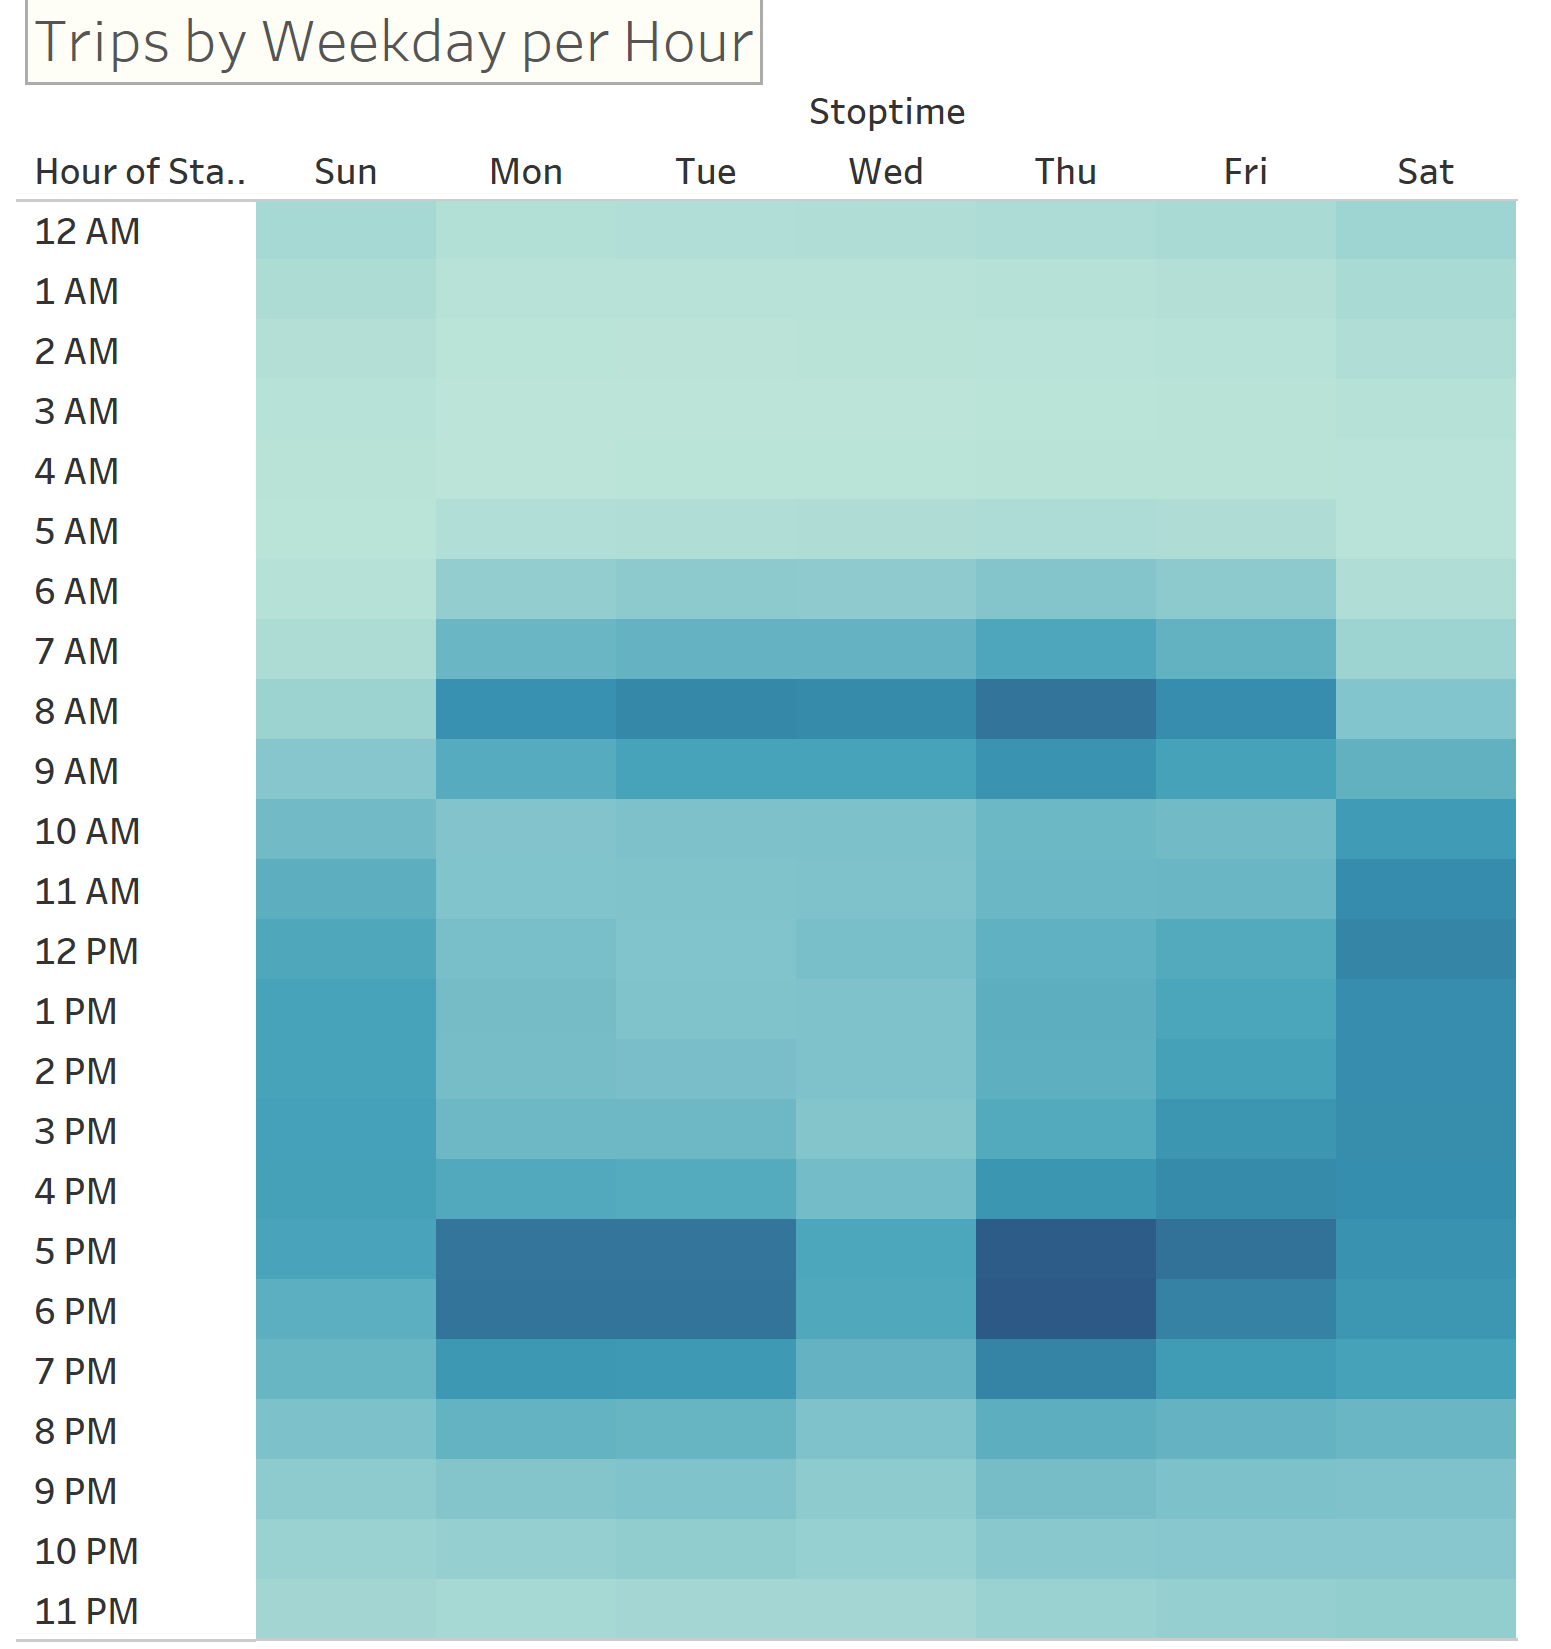 Trips by Weekday per Hour
Stoptime
Hour of Sta.. Sun Mon Tue Wed Thu Fri Sat
12 AM
1 AM
2 AM
3 AM
4 AM
5 AM
6 AM
7 AM
8 AM
9 AM
10 AM
11 AM
12 PM
1 PM
2 PM
3 PM
4 PM
5 PM
6 PM
7 PM
8 PM
9 PM
10 PM
11 PM